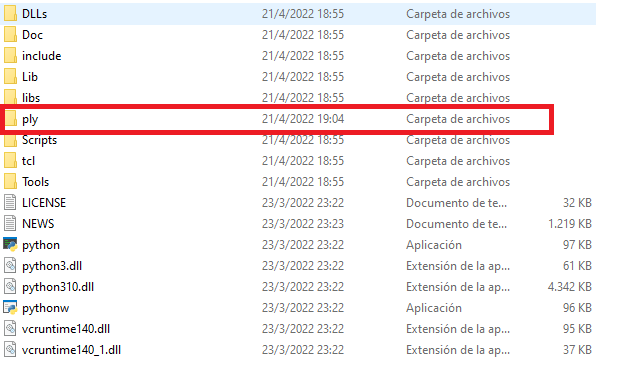 DLLs 21/4/2022 18:55 Carpeta de archivos
Doc 21/4/2022 18:55 Carpeta de archivos
include 21/4/2022 18:55 Carpeta de archivos
Lib 21/4/2022 18:55 Carpeta de archivos
libs 21/4/2022 18:55 Carpeta de archivos
ply 21/4/2022 19:04 Carpeta de archivos
Scripts 21/4/2022 18:55 Carpeta de archivos
tcl 21/4/2022 18:55 Carpeta de archivos
Tools 21/4/2022 18:55 Carpeta de archivos
LICENSE 23/3/2022 23:22 Documento de te... 32 KB
NEWS 23/3/2022 23:23 Documento de te... 1.219 KB
python 23/3/2022 23:22 Aplicación 97 KB
python3.dll 23/3/2022 23:22 Extensión de la ap... 61 KB
python310.dll 23/3/2022 23:22 Extensión de la ap... 4.342 KB
pythonw 23/3/2022 23:22 Aplicación 96 KB
vcruntime140.dll 23/3/2022 23:22 Extensión de la ap... 95 KB
vcruntime140_1.dll 23/3/2022 23:22 Extensión de la ap... 37 KB